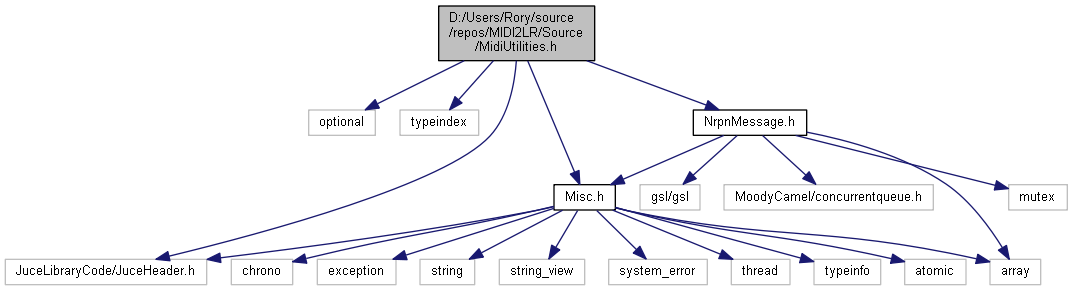 D:/Users/Rory/source
/repos/MIDI2LR/Source
/MidiUtilities.h
optional
typeindex
NrpnMessage.h
Misc.h
gsl/gsl
MoodyCamel/concurrentqueue.h
mutex
JuceLibraryCode/JuceHeader.h
chrono
exception
string
string_view
system_error
thread
typeinfo
atomic
array